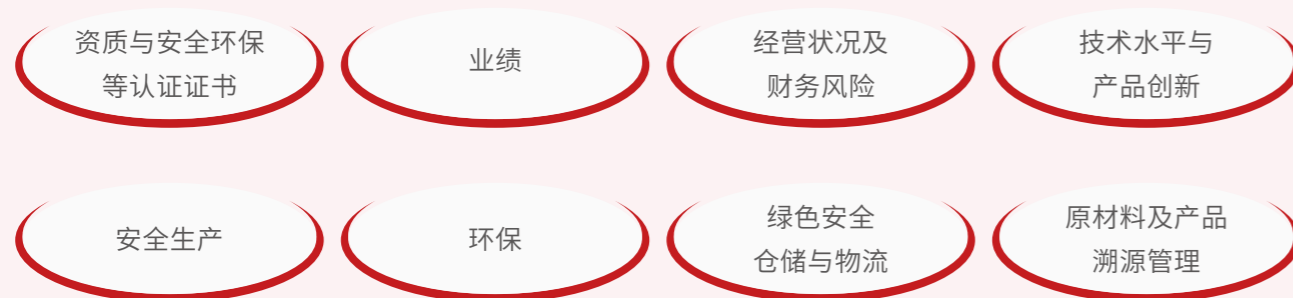 资质与安全环保
等认证证书
业绩
经营状况及
财务风险
技术水平与
产品创新
安全生产
环保
绿色安全
仓储与物流
原材料及产品
溯源管理